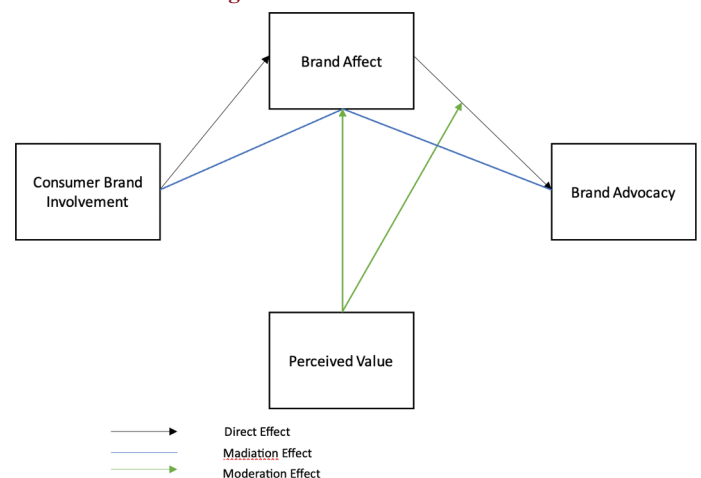 Brand Affect
Consumer Brand
Involvement
Brand Advocacy
Perceived Value
Direct Effect
Madiation Effect
Moderation Effect